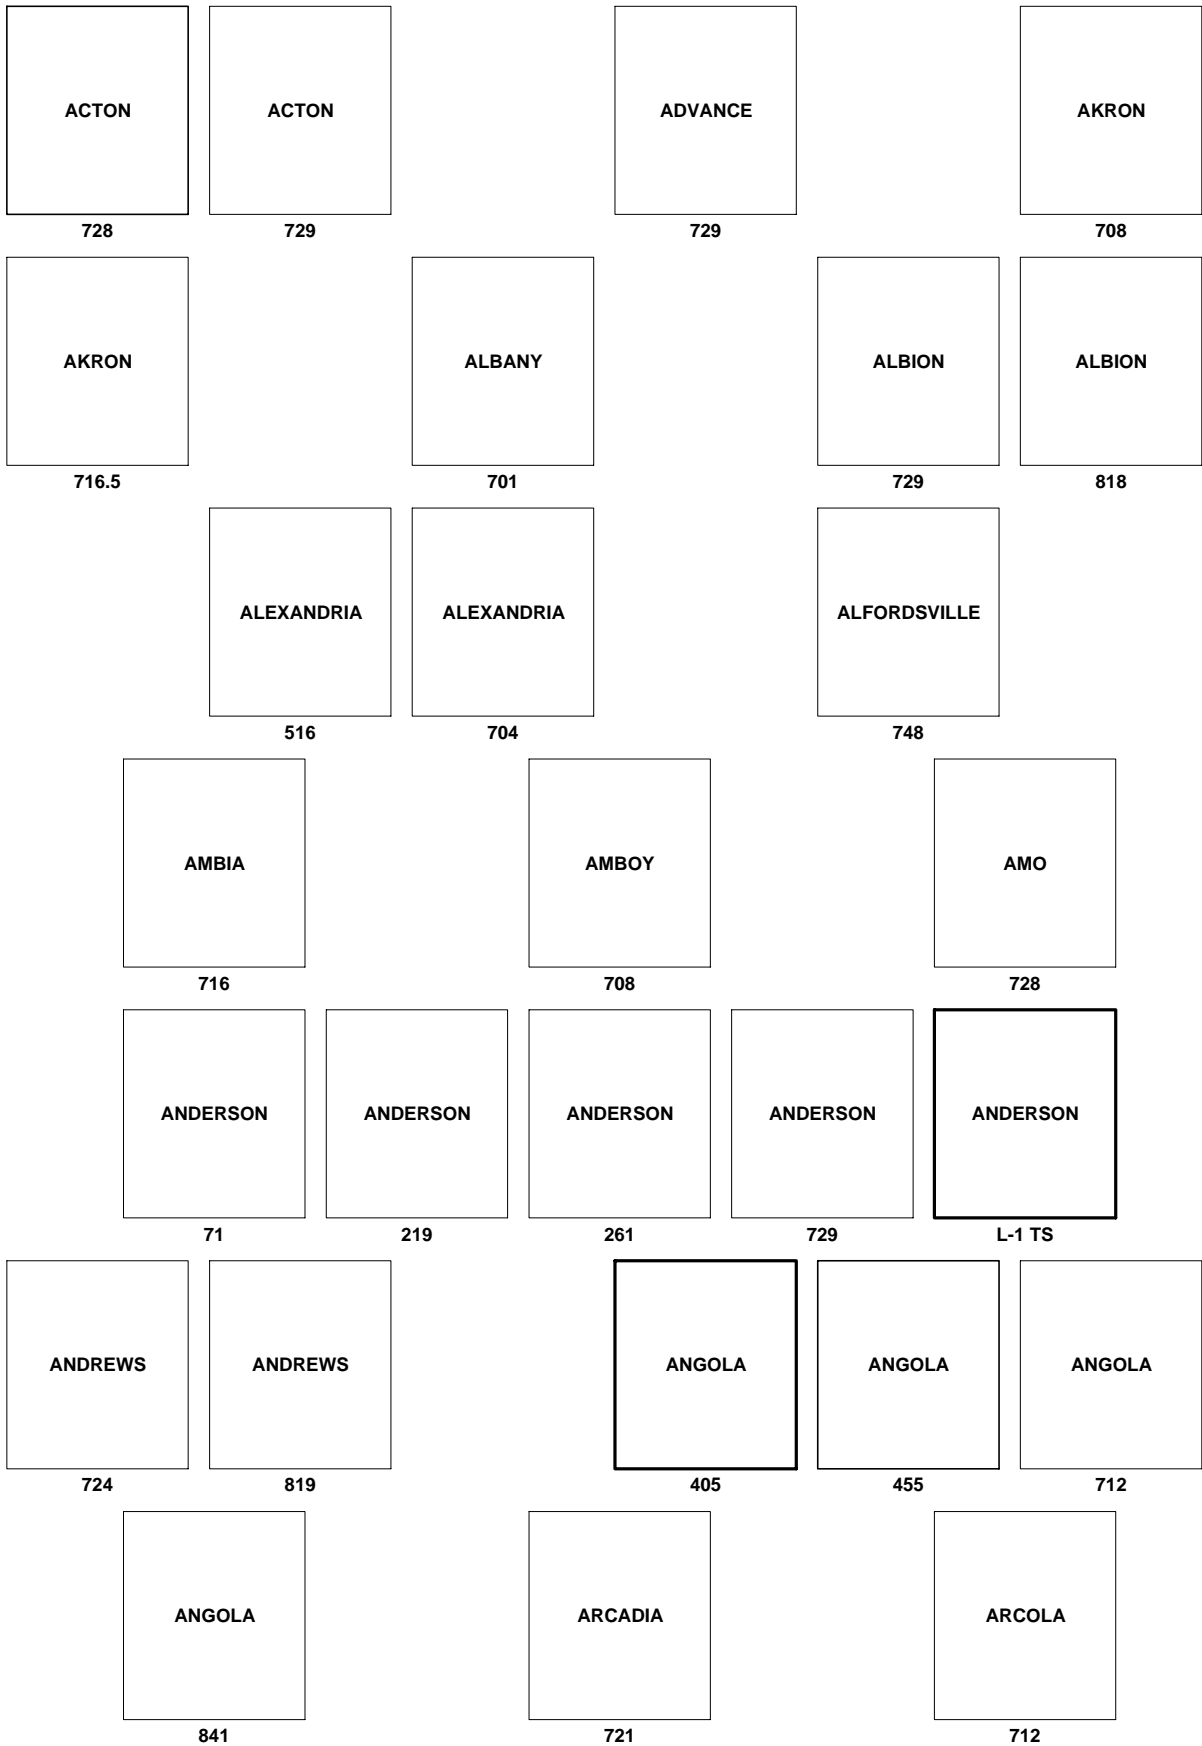 ACTON ACTON ADVANCE AKRON
728 729 729 708
AKRON ALBANY ALBION ALBION
716.5 701 729 818
ALEXANDRIA ALEXANDRIA ALFORDSVILLE
516 704 748
AMBIA AMBOY AMO
716 708 728
ANDERSON ANDERSON ANDERSON ANDERSON ANDERSON
71 219 261 729 L-1 TS
ANDREWS ANDREWS ANGOLA ANGOLA ANGOLA
724 819 405 455 712
ANGOLA ARCADIA ARCOLA
841 721 712